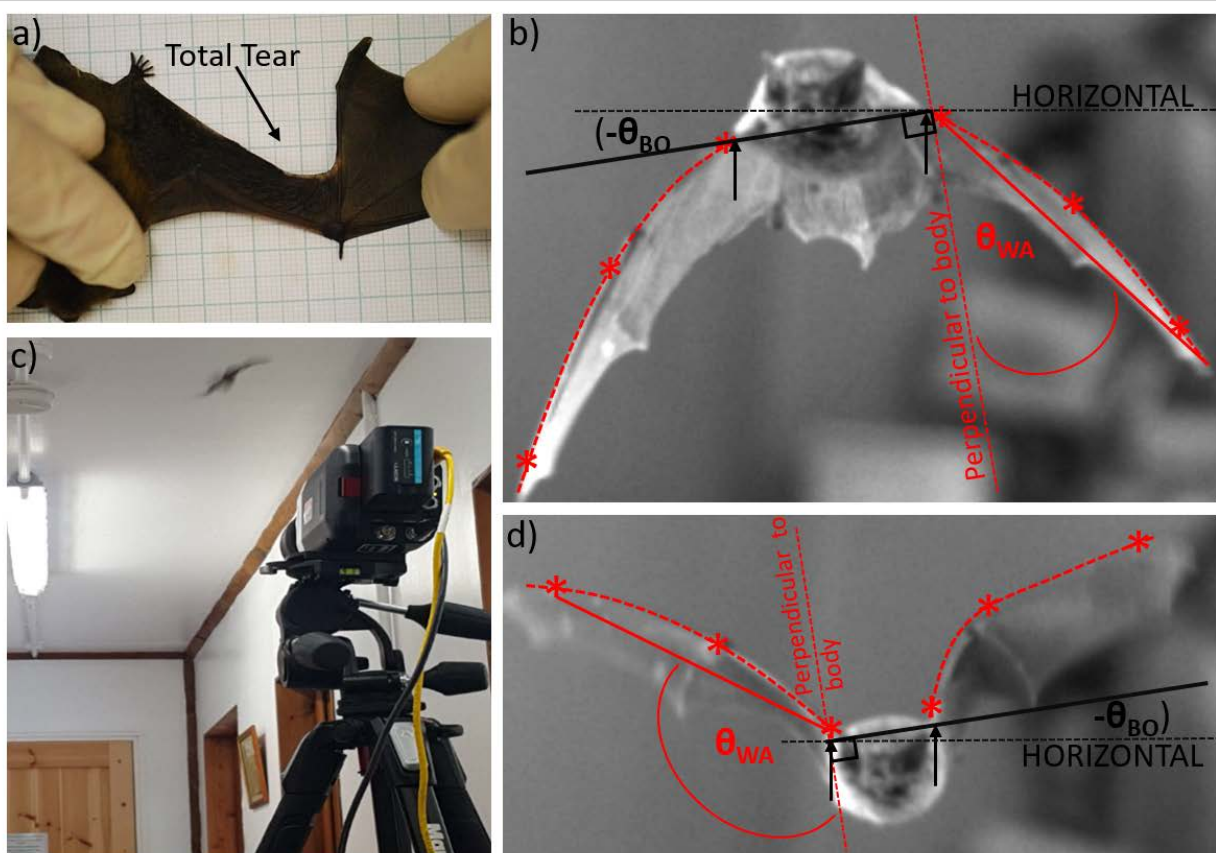 a)
Total Tear
b)
HORIZONTAL
(-θBO
θWA
Perpendicular to body
c)
d)
Perpendicular to
body
θWA
-θBO)
HORIZONTAL